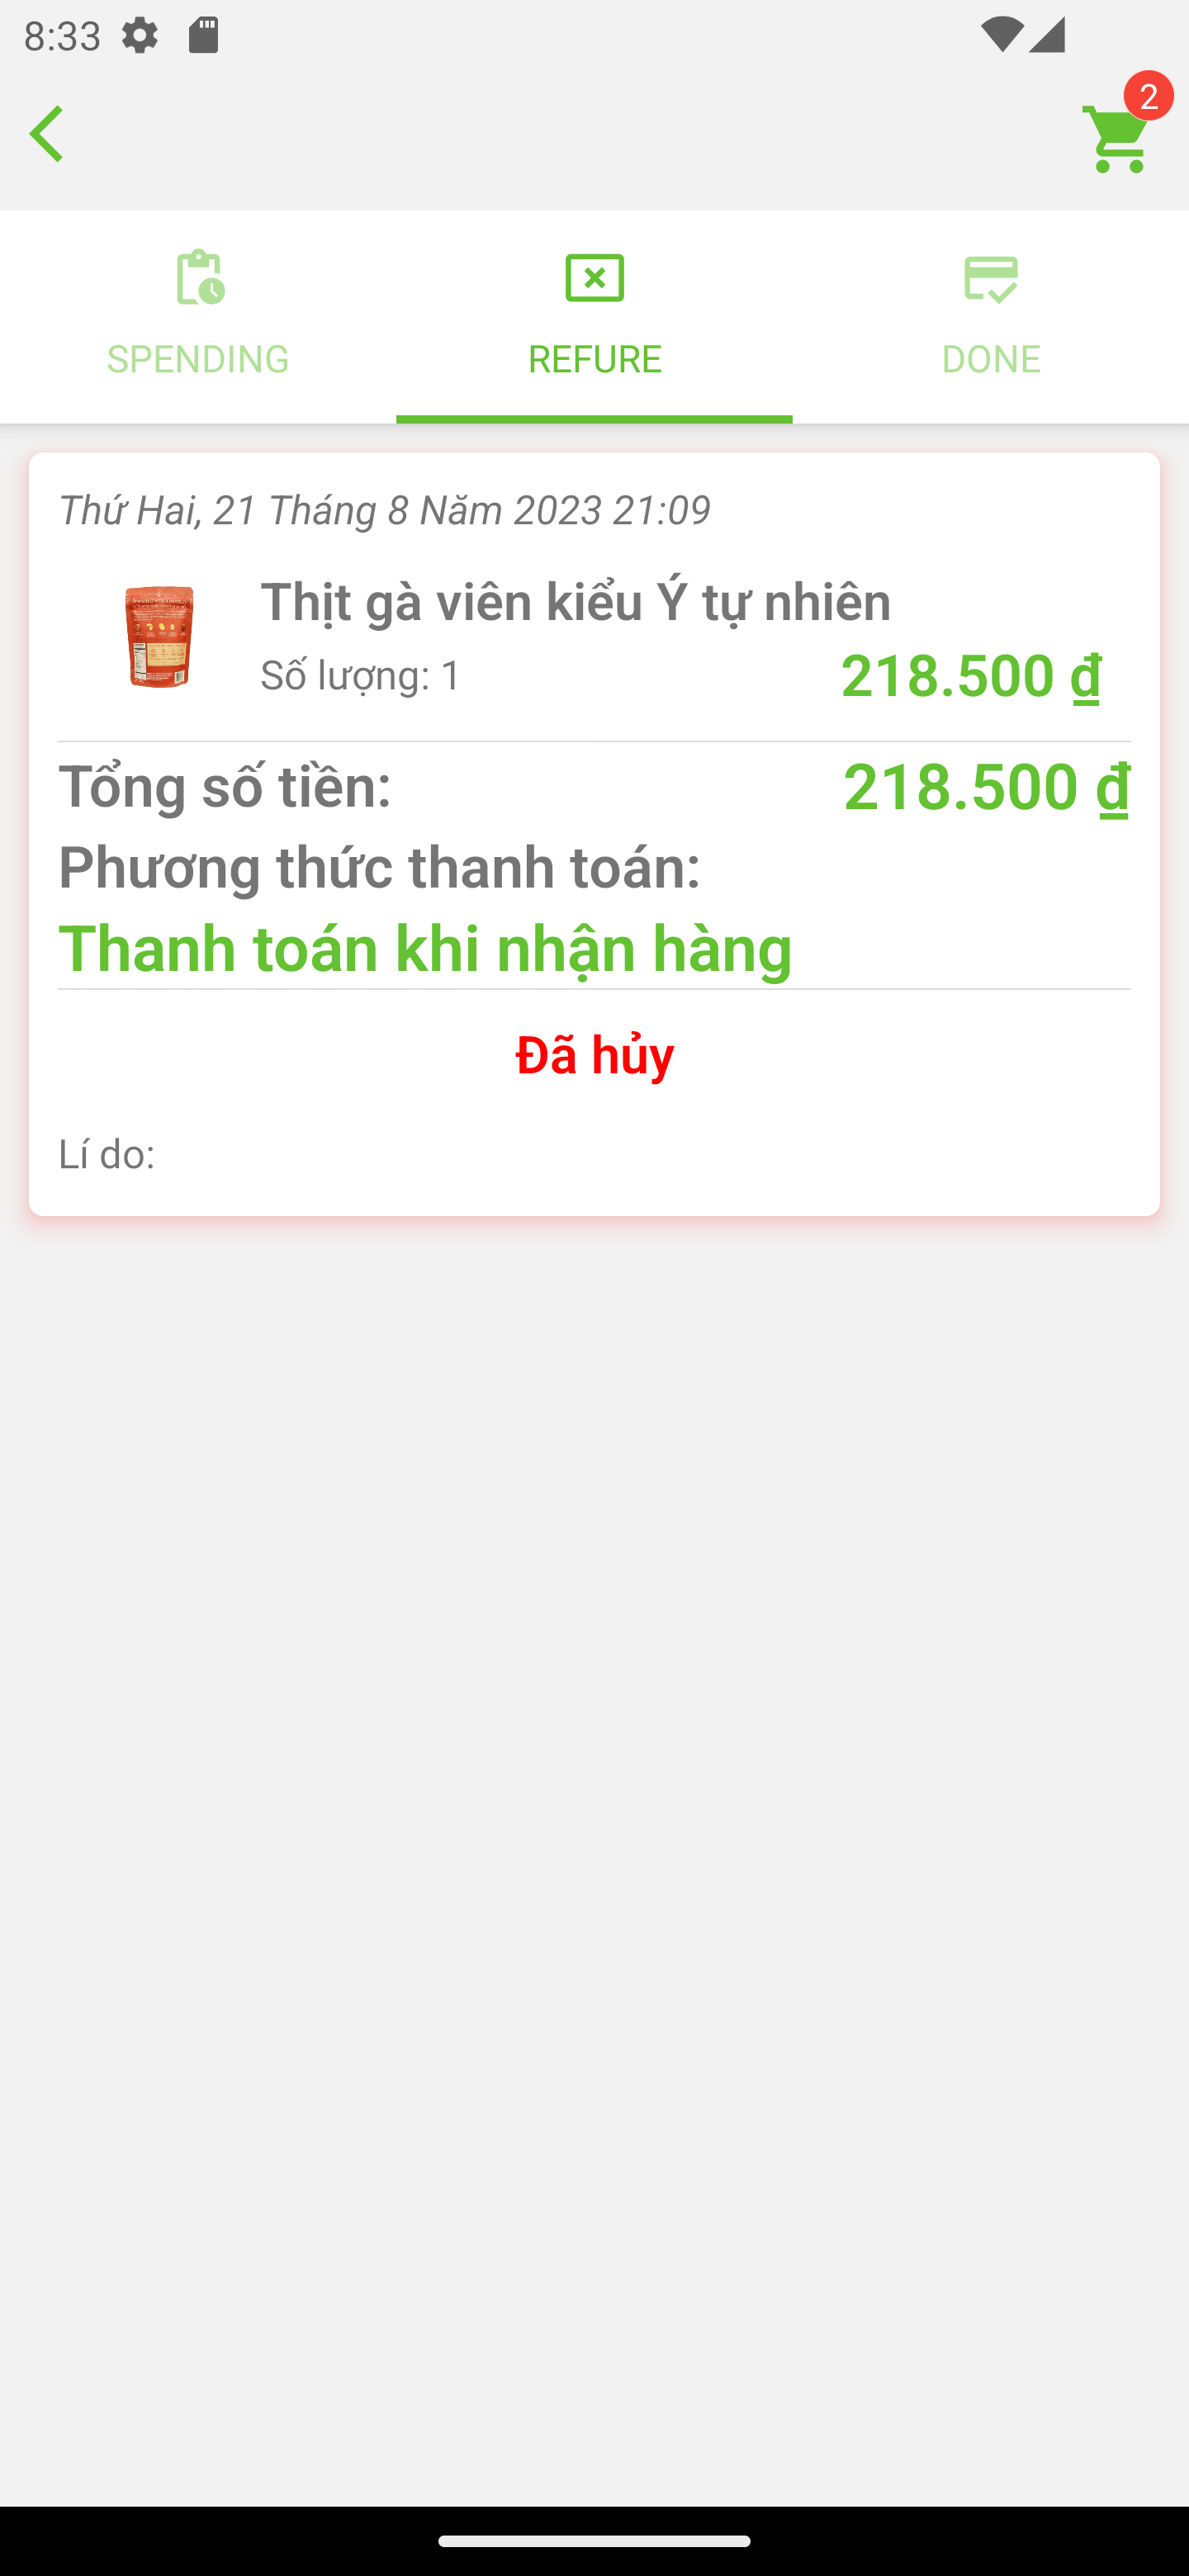 8:33
2
SPENDING
REFURE
DONE
Thứ Hai, 21 Tháng 8 Năm 2023 21:09
Thịt gà viên kiểu Ý tự nhiên
Số lượng: 1
218.500 ₫
Tổng số tiền:
218.500 ₫
Phương thức thanh toán:
Thanh toán khi nhận hàng
Đã hủy
Lí do: